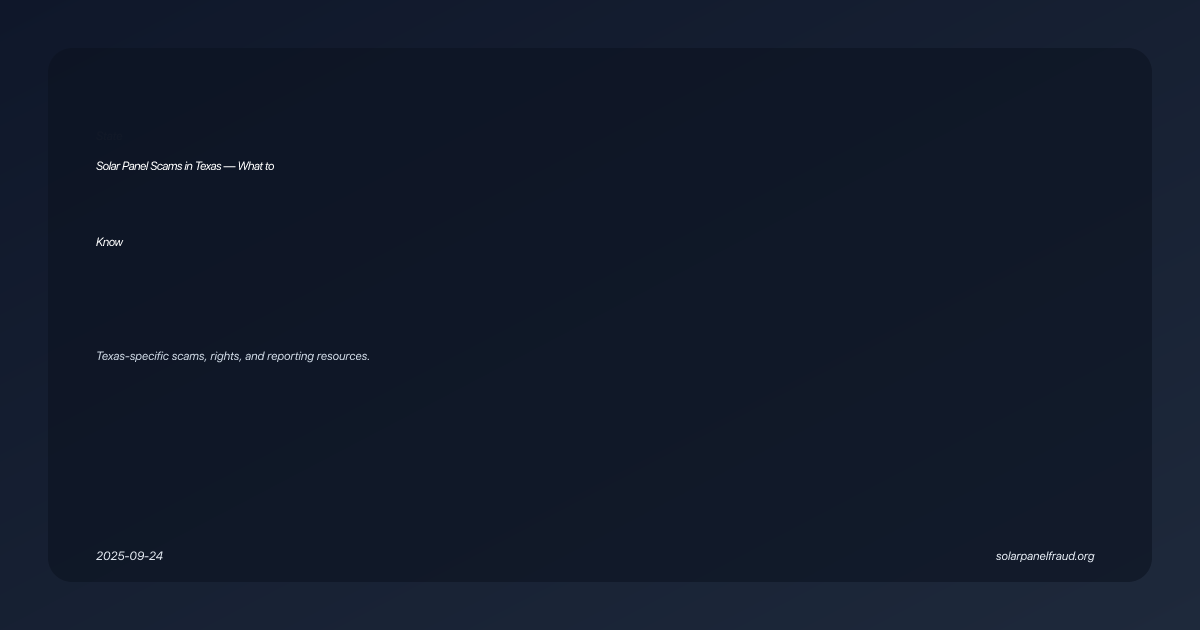 Solar Panel Scams in Texas — What to
Know
Texas-specific scams, rights, and reporting resources.
2025-09-24
solarpanelfraud.org